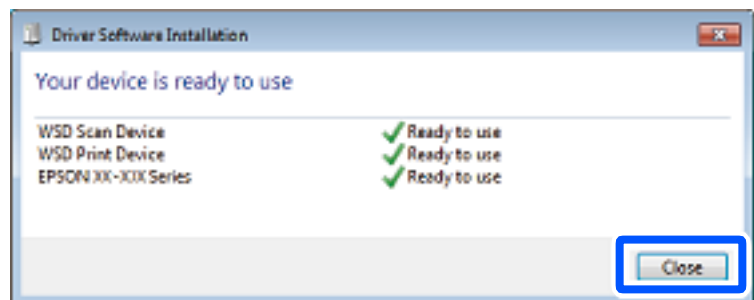 Driver Software Installation
Your device is ready to use
WSD Scan Device Ready to use
WSD Print Device Ready to use
EPSON XX-XXX Series Ready to use
Close